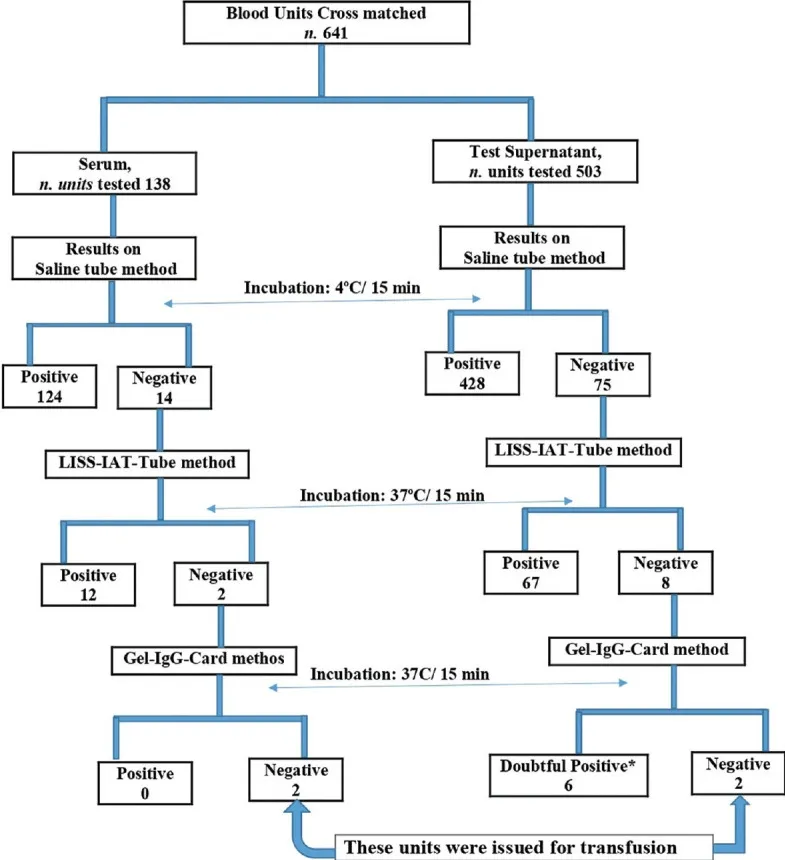 Blood Units Cross matched
n. 641
Serum,
n. units tested 138
Test Supernatant,
n. units tested 503
Results on
Saline tube method
Results on
Saline tube method
Incubation: 4ºC/ 15 min
Positive
124
Negative
14
Positive
428
Negative
75
LISS-IAT-Tube method
LISS-IAT-Tube method
Incubation: 37ºC/ 15 min
Positive
12
Negative
2
Positive
67
Negative
8
Gel-IgG-Card methos
Gel-IgG-Card method
Incubation: 37C/ 15 min
Positive
0
Negative
2
Doubtful Positive*
6
Negative
2
These units were issued for transfusion